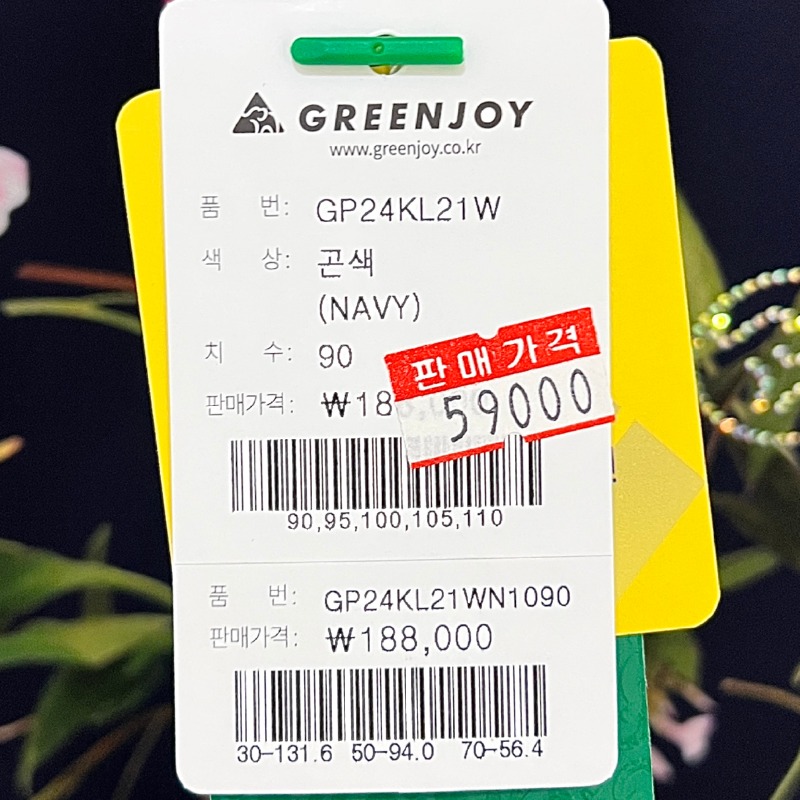 GREENJOY
www.greenjoy.co.kr
품 번: GP24KL21W
색 상: 곤색
(NAVY)
치 수: 90
판매가격: ₩18
판매가격
59000
90,95,100,105,110
품 번: GP24KL21WN1090
판매가격: ₩188,000
30-131.6 50-94.0 70-56.4